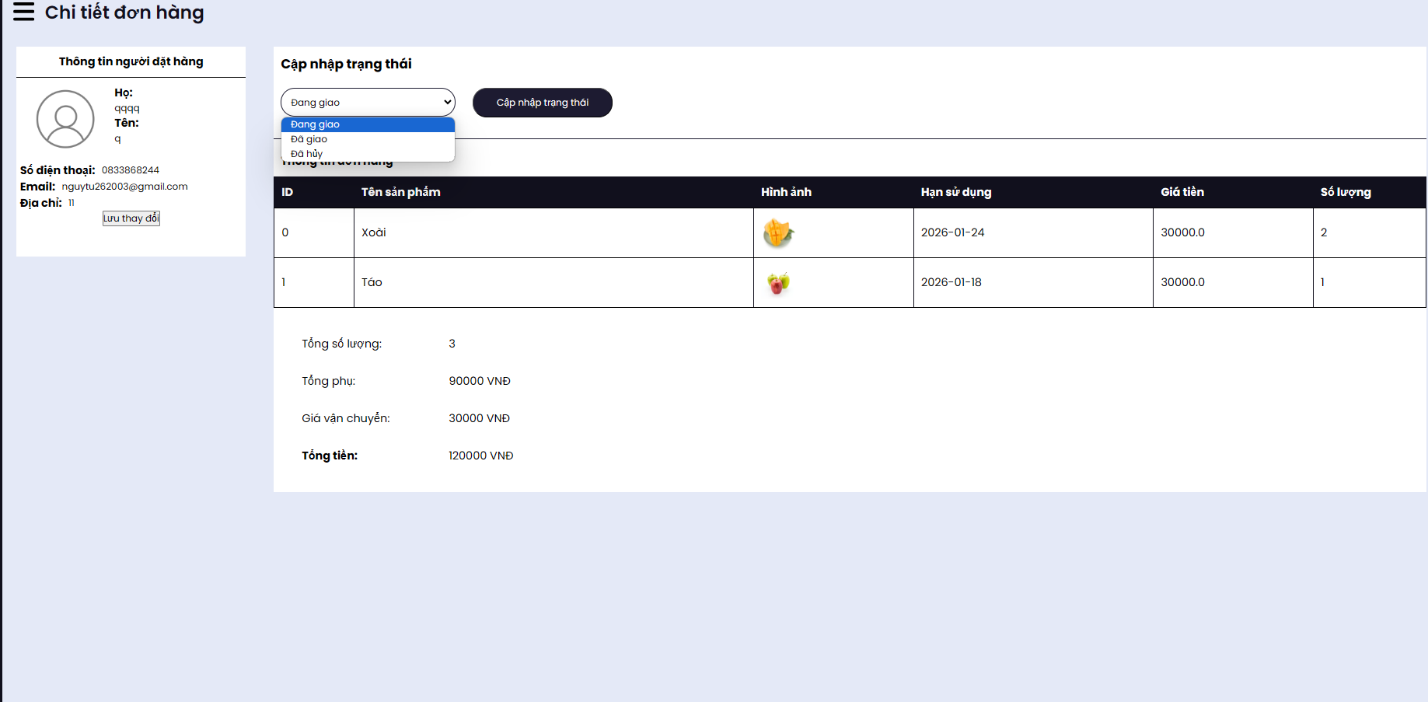 Chi tiết đơn hàng
Thông tin người đặt hàng
Họ:
qqqq
Tên:
q
Số điện thoại: 0833868244
Email: nguytu262003@gmail.com
Địa chỉ: 11
Lưu thay đổi
Cập nhập trạng thái
Đang giao
Cập nhập trạng thái
Đang giao
Đã giao
Đã hủy
Thông tin đơn hàng
ID Tên sản phẩm Hình ảnh Hạn sử dụng Giá tiền Số lượng
0 Xoài 2026-01-24 30000.0 2
1 Táo 2026-01-18 30000.0 1
Tổng số lượng: 3
Tổng phụ: 90000 VNĐ
Giá vận chuyển: 30000 VNĐ
Tổng tiền: 120000 VNĐ